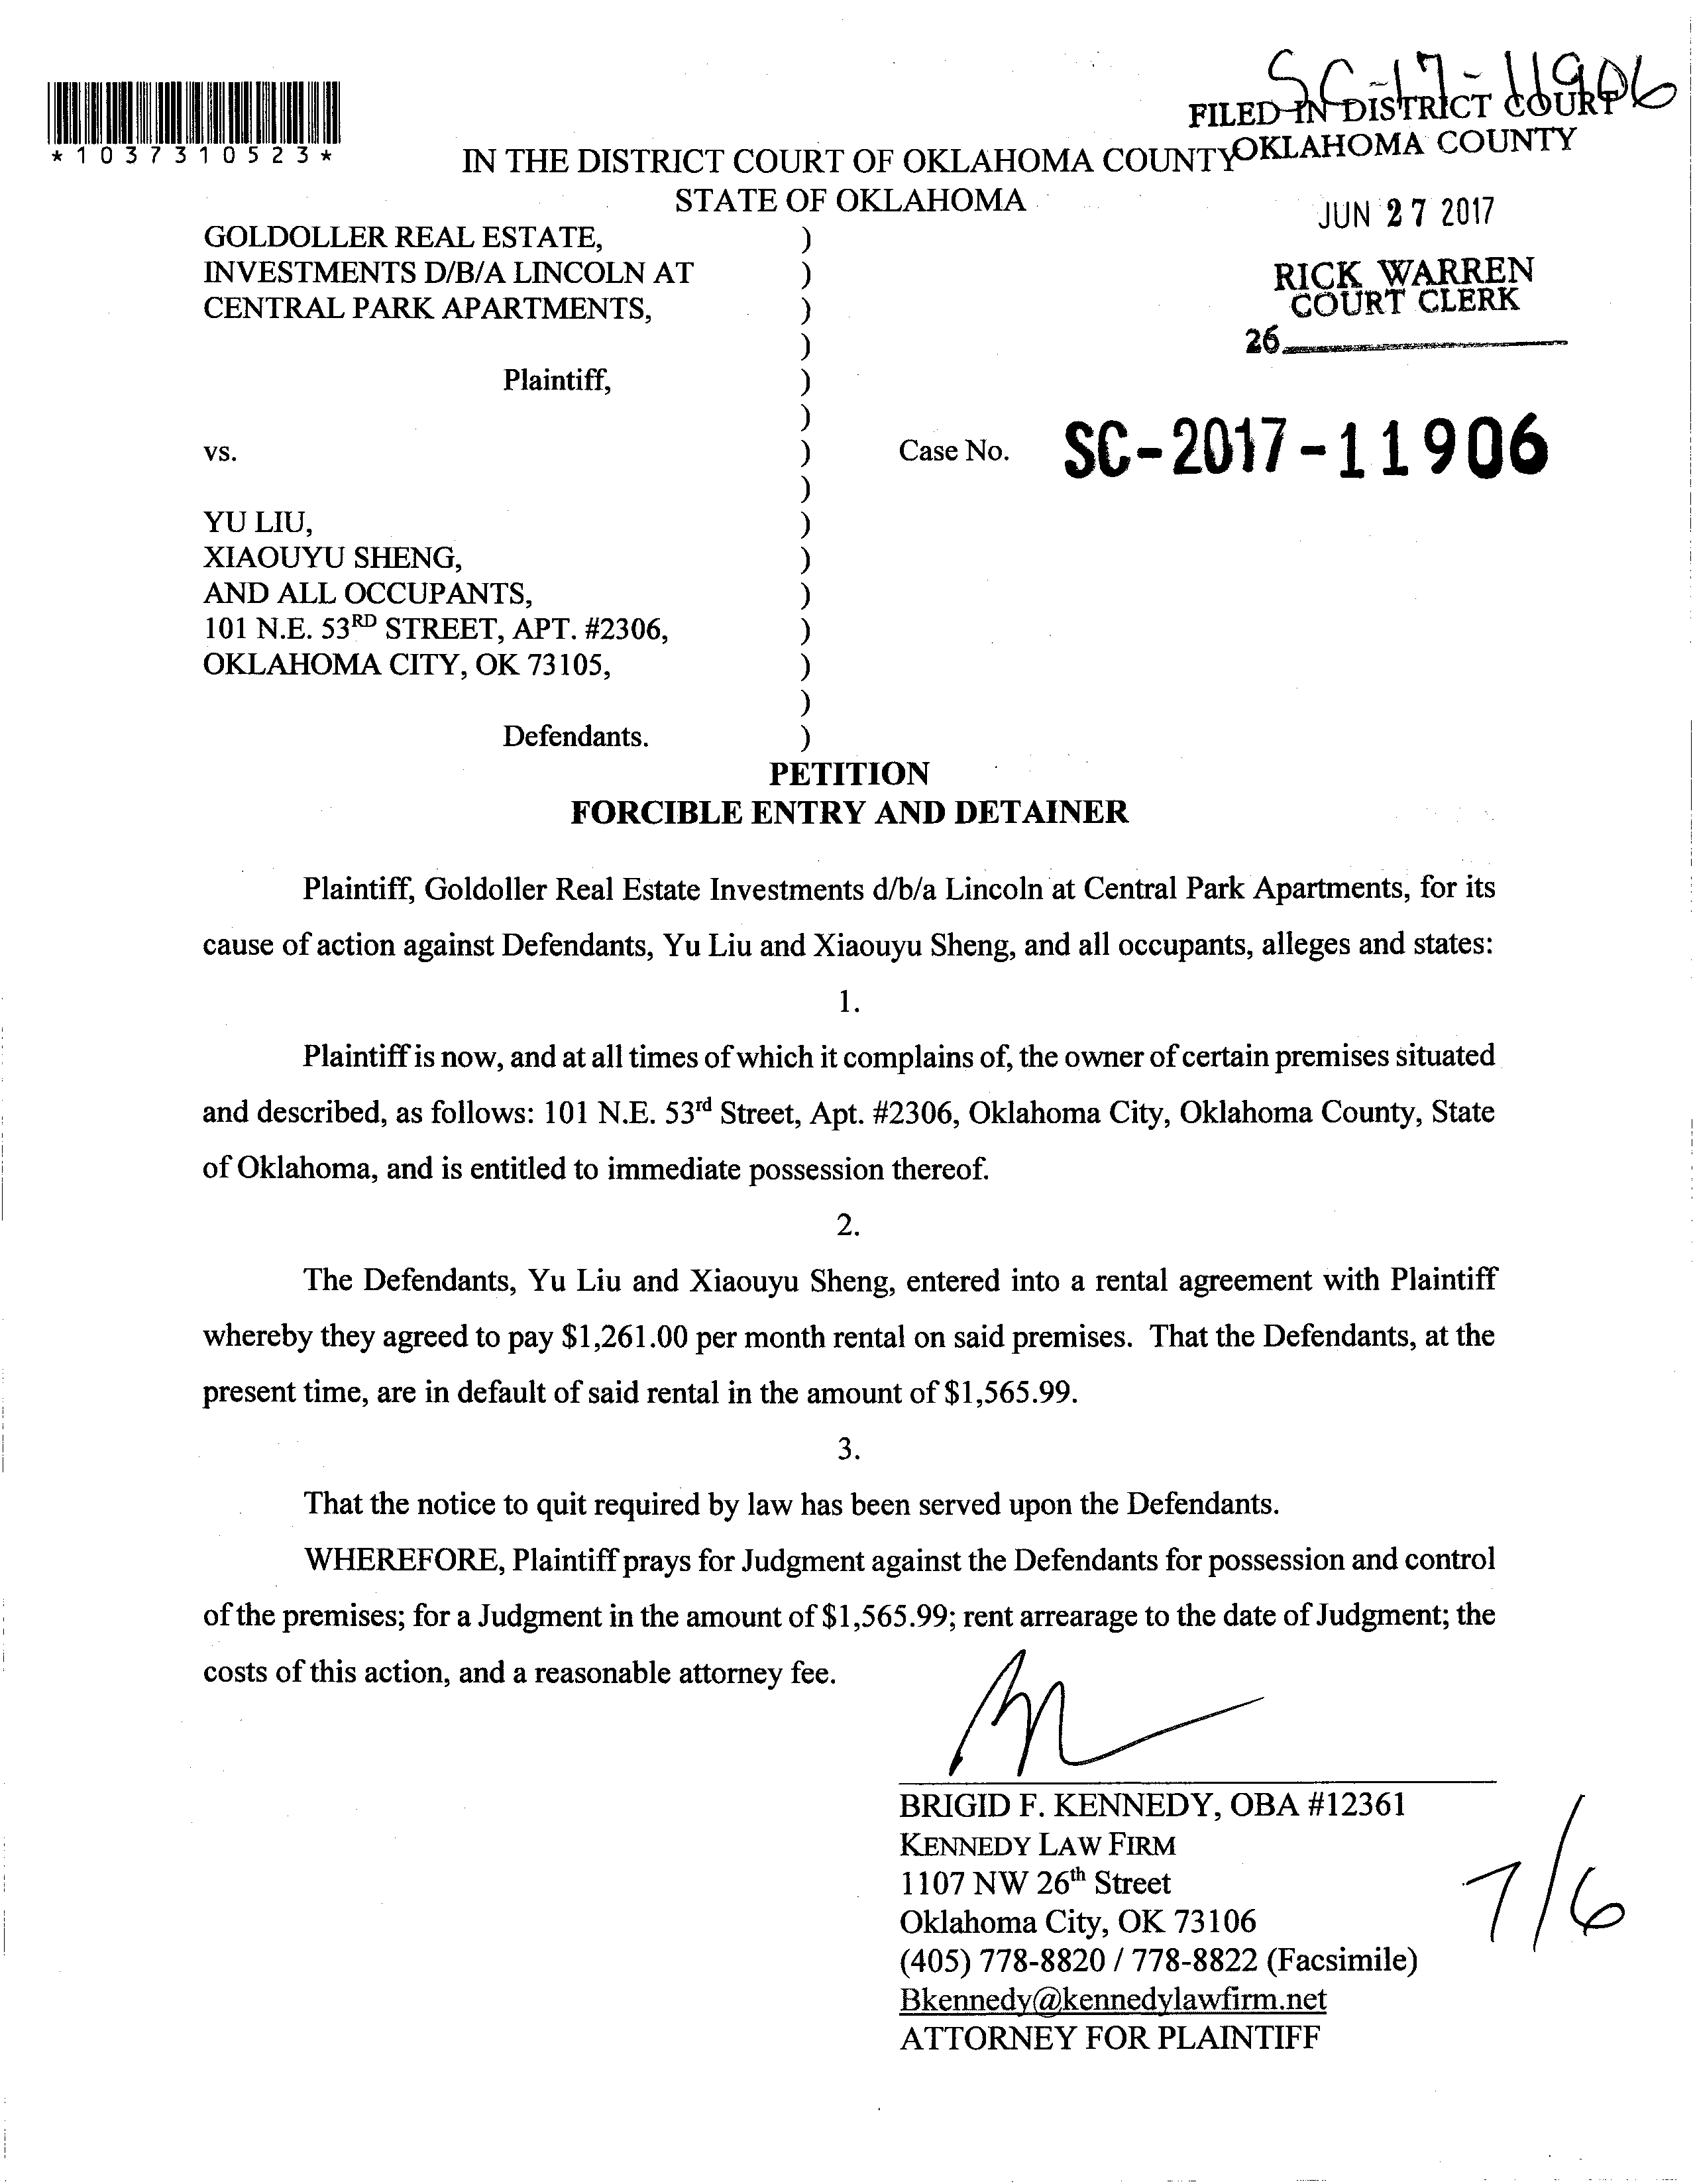 SC-17-11906
FILED IN DISTRICT COURT
OKLAHOMA COUNTY
*1037310523*
IN THE DISTRICT COURT OF OKLAHOMA COUNTY
STATE OF OKLAHOMA
JUN 27 2017
RICK WARREN
COURT CLERK
26
GOLDOLLER REAL ESTATE, )
INVESTMENTS D/B/A LINCOLN AT )
CENTRAL PARK APARTMENTS, )
)
Plaintiff, )
)
vs. ) Case No. SC-2017-11906
)
YU LIU, )
XIAOUYU SHENG, )
AND ALL OCCUPANTS, )
101 N.E. 53RD STREET, APT. #2306, )
OKLAHOMA CITY, OK 73105, )
)
Defendants. )
PETITION
FORCIBLE ENTRY AND DETAINER
Plaintiff, Goldoller Real Estate Investments d/b/a Lincoln at Central Park Apartments, for its
cause of action against Defendants, Yu Liu and Xiaouyu Sheng, and all occupants, alleges and states:
1.
Plaintiff is now, and at all times of which it complains of, the owner of certain premises situated
and described, as follows: 101 N.E. 53rd Street, Apt. #2306, Oklahoma City, Oklahoma County, State
of Oklahoma, and is entitled to immediate possession thereof.
2.
The Defendants, Yu Liu and Xiaouyu Sheng, entered into a rental agreement with Plaintiff
whereby they agreed to pay $1,261.00 per month rental on said premises. That the Defendants, at the
present time, are in default of said rental in the amount of $1,565.99.
3.
That the notice to quit required by law has been served upon the Defendants.
WHEREFORE, Plaintiff prays for Judgment against the Defendants for possession and control
of the premises; for a Judgment in the amount of $1,565.99; rent arrearage to the date of Judgment; the
costs of this action, and a reasonable attorney fee.
BRIGID F. KENNEDY, OBA #12361
KENNEDY LAW FIRM
1107 NW 26th Street
Oklahoma City, OK 73106
(405) 778-8820 / 778-8822 (Facsimile)
Bkennedy@kennedylawfirm.net
ATTORNEY FOR PLAINTIFF
7/6